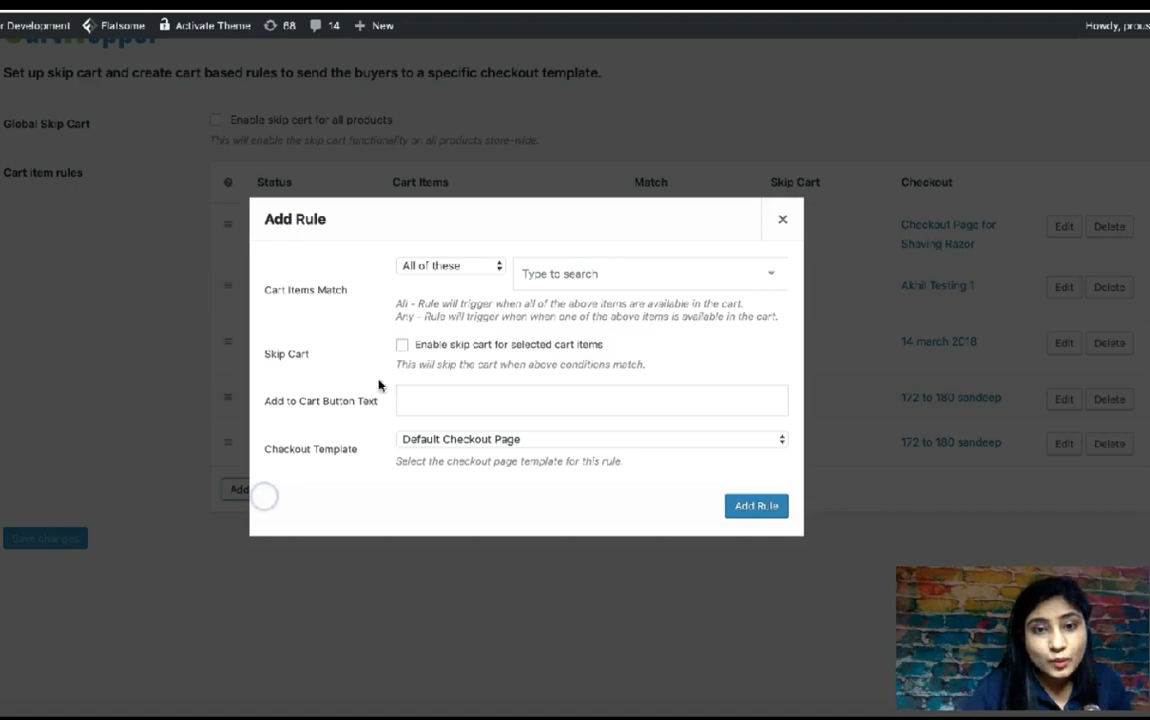 r Development Flatsome Activate Theme 68 14 + New Howdy, prous
Set up skip cart and create cart based rules to send the buyers to a specific checkout template.
Global Skip Cart
Enable skip cart for all products
This will enable the skip cart functionality on all products store-wide.
Cart item rules
Status Cart Items Match Skip Cart Checkout
Add Rule
Cart Items Match
All of these
Type to search
All - Rule will trigger when all of the above items are available in the cart.
Any - Rule will trigger when when one of the above items is available in the cart.
Skip Cart
Enable skip cart for selected cart items
This will skip the cart when above conditions match.
Add to Cart Button Text
Checkout Template
Default Checkout Page
Select the checkout page template for this rule.
Add Rule
Checkout Page for
Shaving Razor
Edit Delete
Aknil Testing 1
Edit Delete
14 march 2018
Edit Delete
172 to 180 sandeep
Edit Delete
172 to 180 sandeep
Edit Delete
Add
Save changes